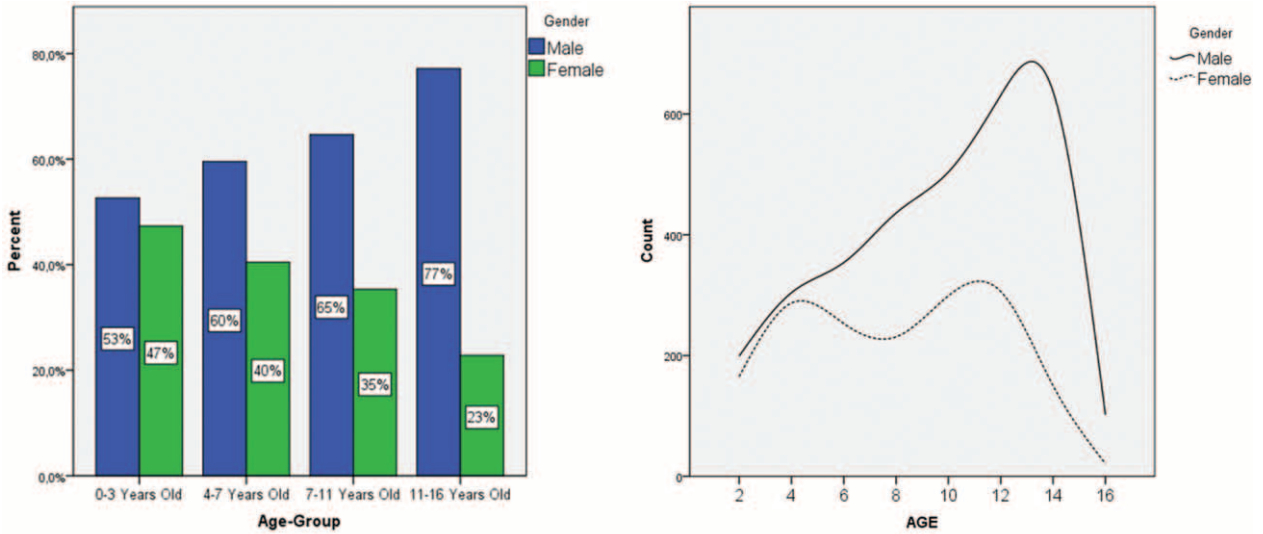 Gender
Male
Female
Percent
80,0%
60,0%
40,0%
20,0%
0,0%
53%
47%
60%
40%
65%
35%
77%
23%
0-3 Years Old
4-7 Years Old
7-11 Years Old
11-16 Years Old
Age-Group
Gender
Male
Female
Count
600
400
200
0
2
4
6
8
10
12
14
16
AGE